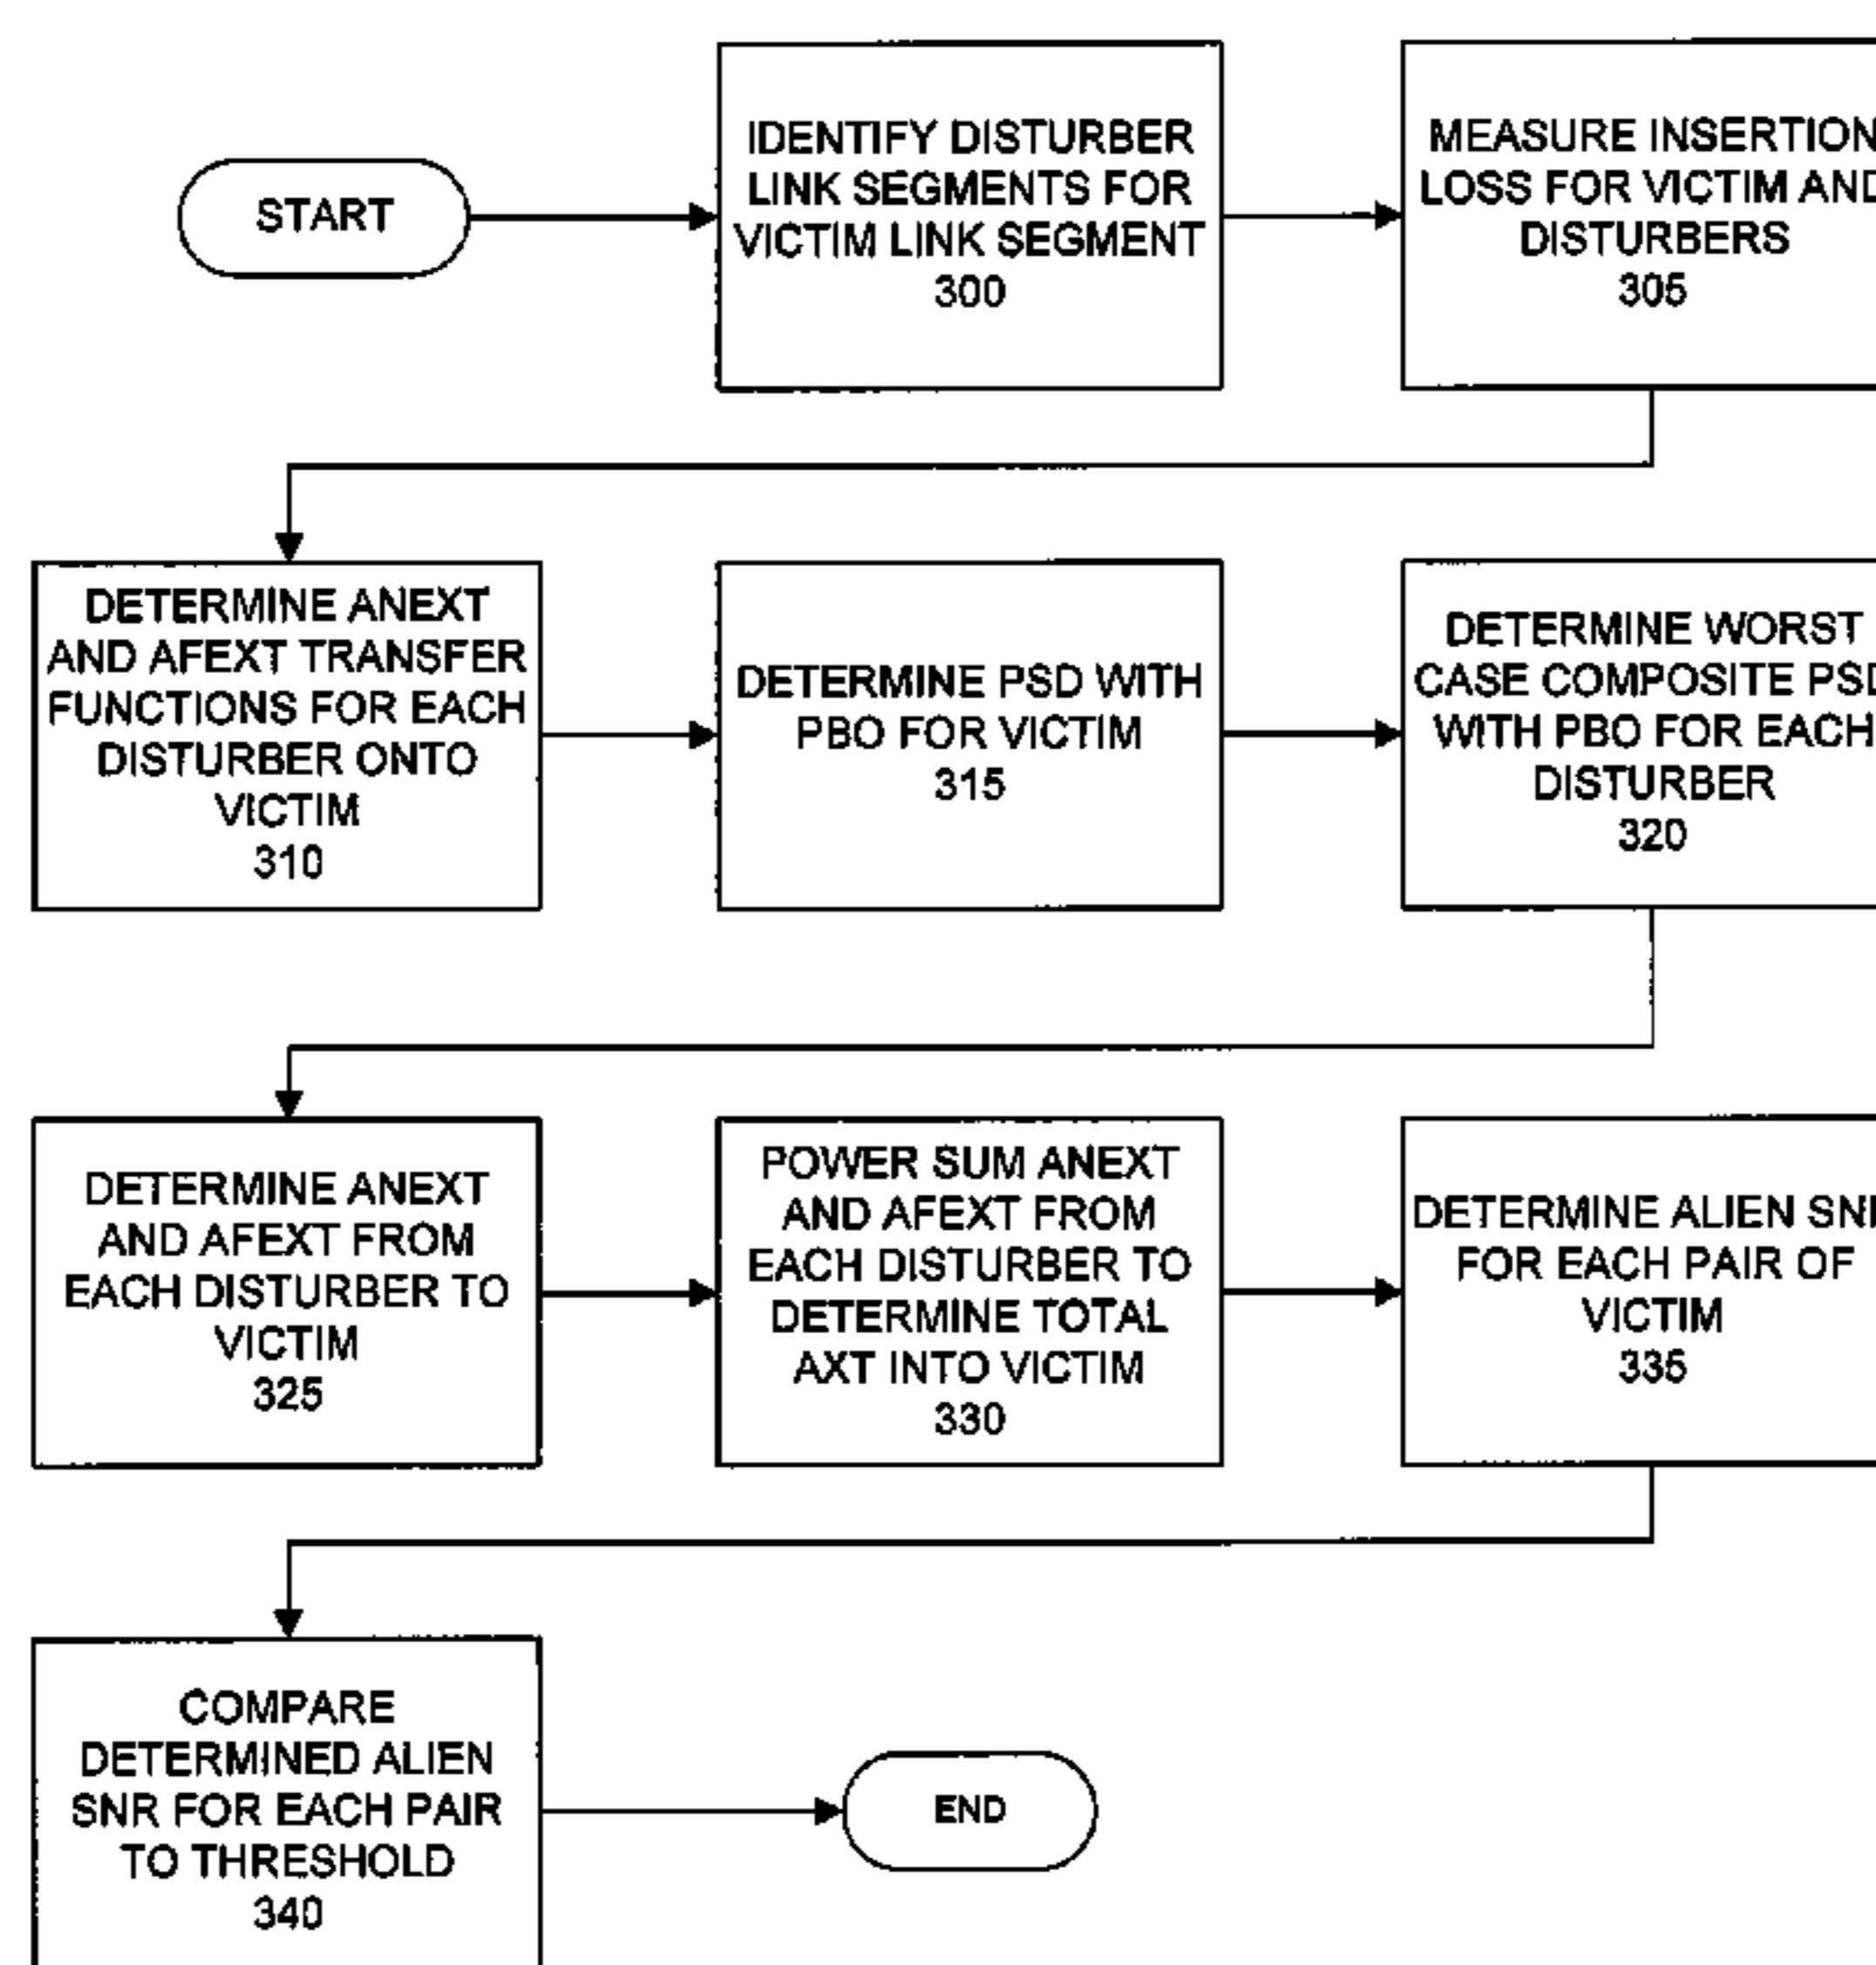 START
IDENTIFY DISTURBER
LINK SEGMENTS FOR
VICTIM LINK SEGMENT
300
MEASURE INSERTION
LOSS FOR VICTIM AND
DISTURBERS
305
DETERMINE ANEXT
AND AFEXT TRANSFER
FUNCTIONS FOR EACH
DISTURBER ONTO
VICTIM
310
DETERMINE PSD WITH
PBO FOR VICTIM
315
DETERMINE WORST
CASE COMPOSITE PSD
WITH PBO FOR EACH
DISTURBER
320
DETERMINE ANEXT
AND AFEXT FROM
EACH DISTURBER TO
VICTIM
325
POWER SUM ANEXT
AND AFEXT FROM
EACH DISTURBER TO
DETERMINE TOTAL
AXT INTO VICTIM
330
DETERMINE ALIEN SNR
FOR EACH PAIR OF
VICTIM
335
COMPARE
DETERMINED ALIEN
SNR FOR EACH PAIR
TO THRESHOLD
340
END